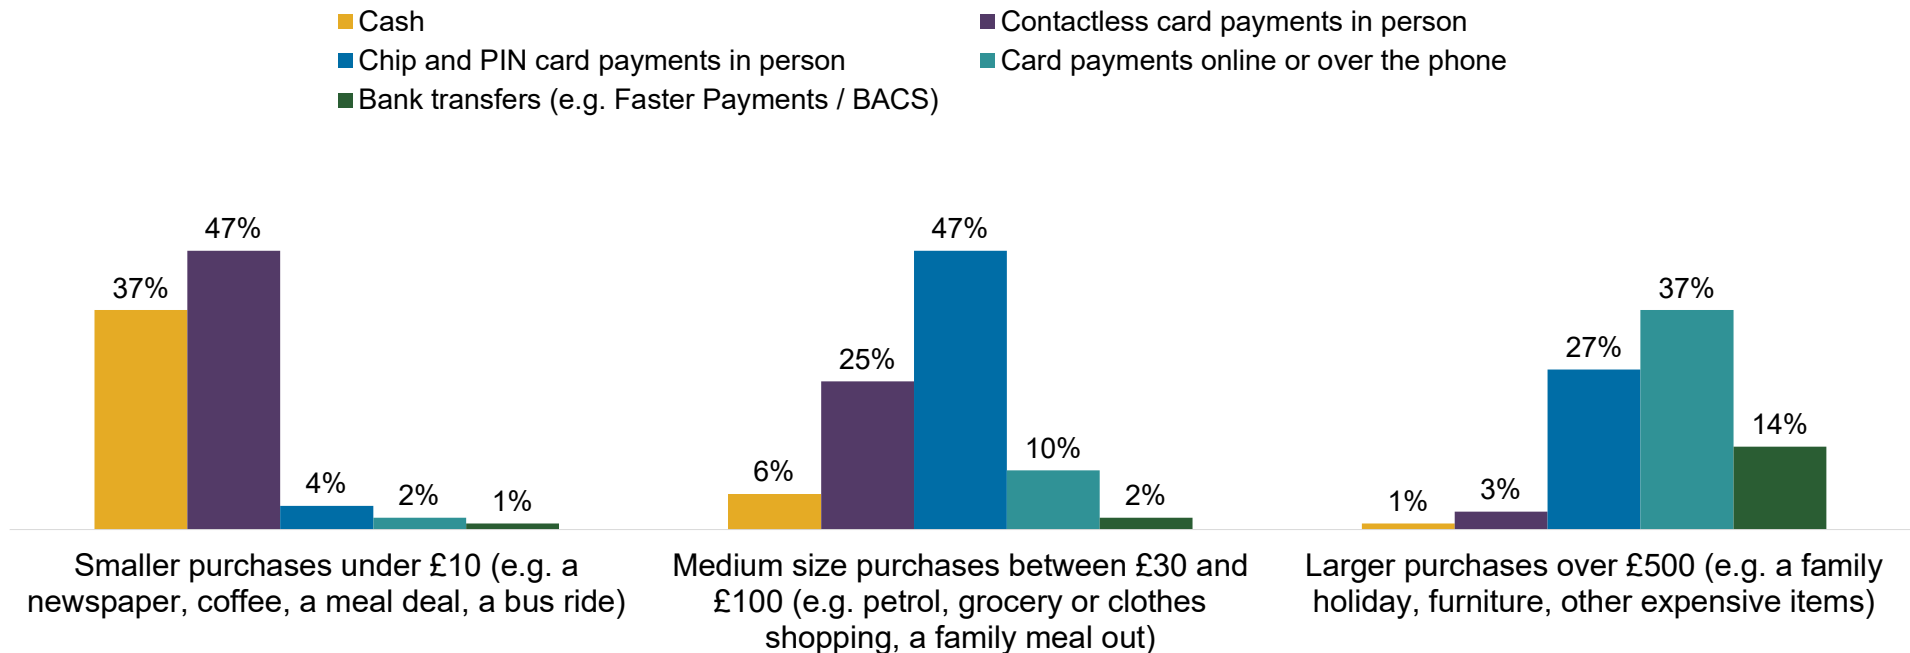 Cash
Contactless card payments in person
Chip and PIN card payments in person
Card payments online or over the phone
Bank transfers (e.g. Faster Payments / BACS)
37%
47%
4%
2%
1%
6%
25%
47%
10%
2%
1%
3%
27%
37%
14%
Smaller purchases under £10 (e.g. a
newspaper, coffee, a meal deal, a bus ride)
Medium size purchases between £30 and
£100 (e.g. petrol, grocery or clothes
shopping, a family meal out)
Larger purchases over £500 (e.g. a family
holiday, furniture, other expensive items)